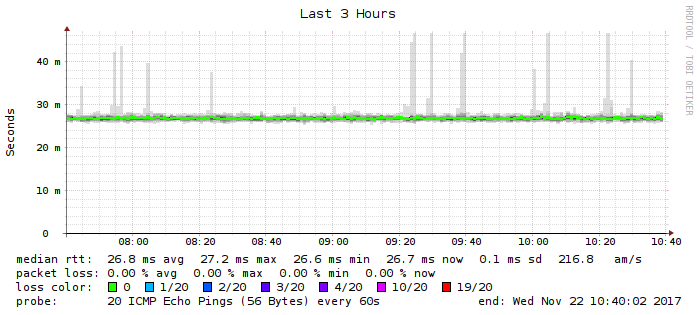 Last 3 Hours
RRDTOOL / TOBI OETIKER
Seconds
40 m
30 m
20 m
10 m
0
08:00 08:20 08:40 09:00 09:20 09:40 10:00 10:20 10:40
median rtt: 26.8 ms avg 27.2 ms max 26.6 ms min 26.7 ms now 0.1 ms sd 216.8 am/s
packet loss: 0.00 % avg 0.00 % max 0.00 % min 0.00 % now
loss color: 0 1/20 2/20 3/20 4/20 10/20 19/20
probe: 20 ICMP Echo Pings (56 Bytes) every 60s end: Wed Nov 22 10:40:02 2017